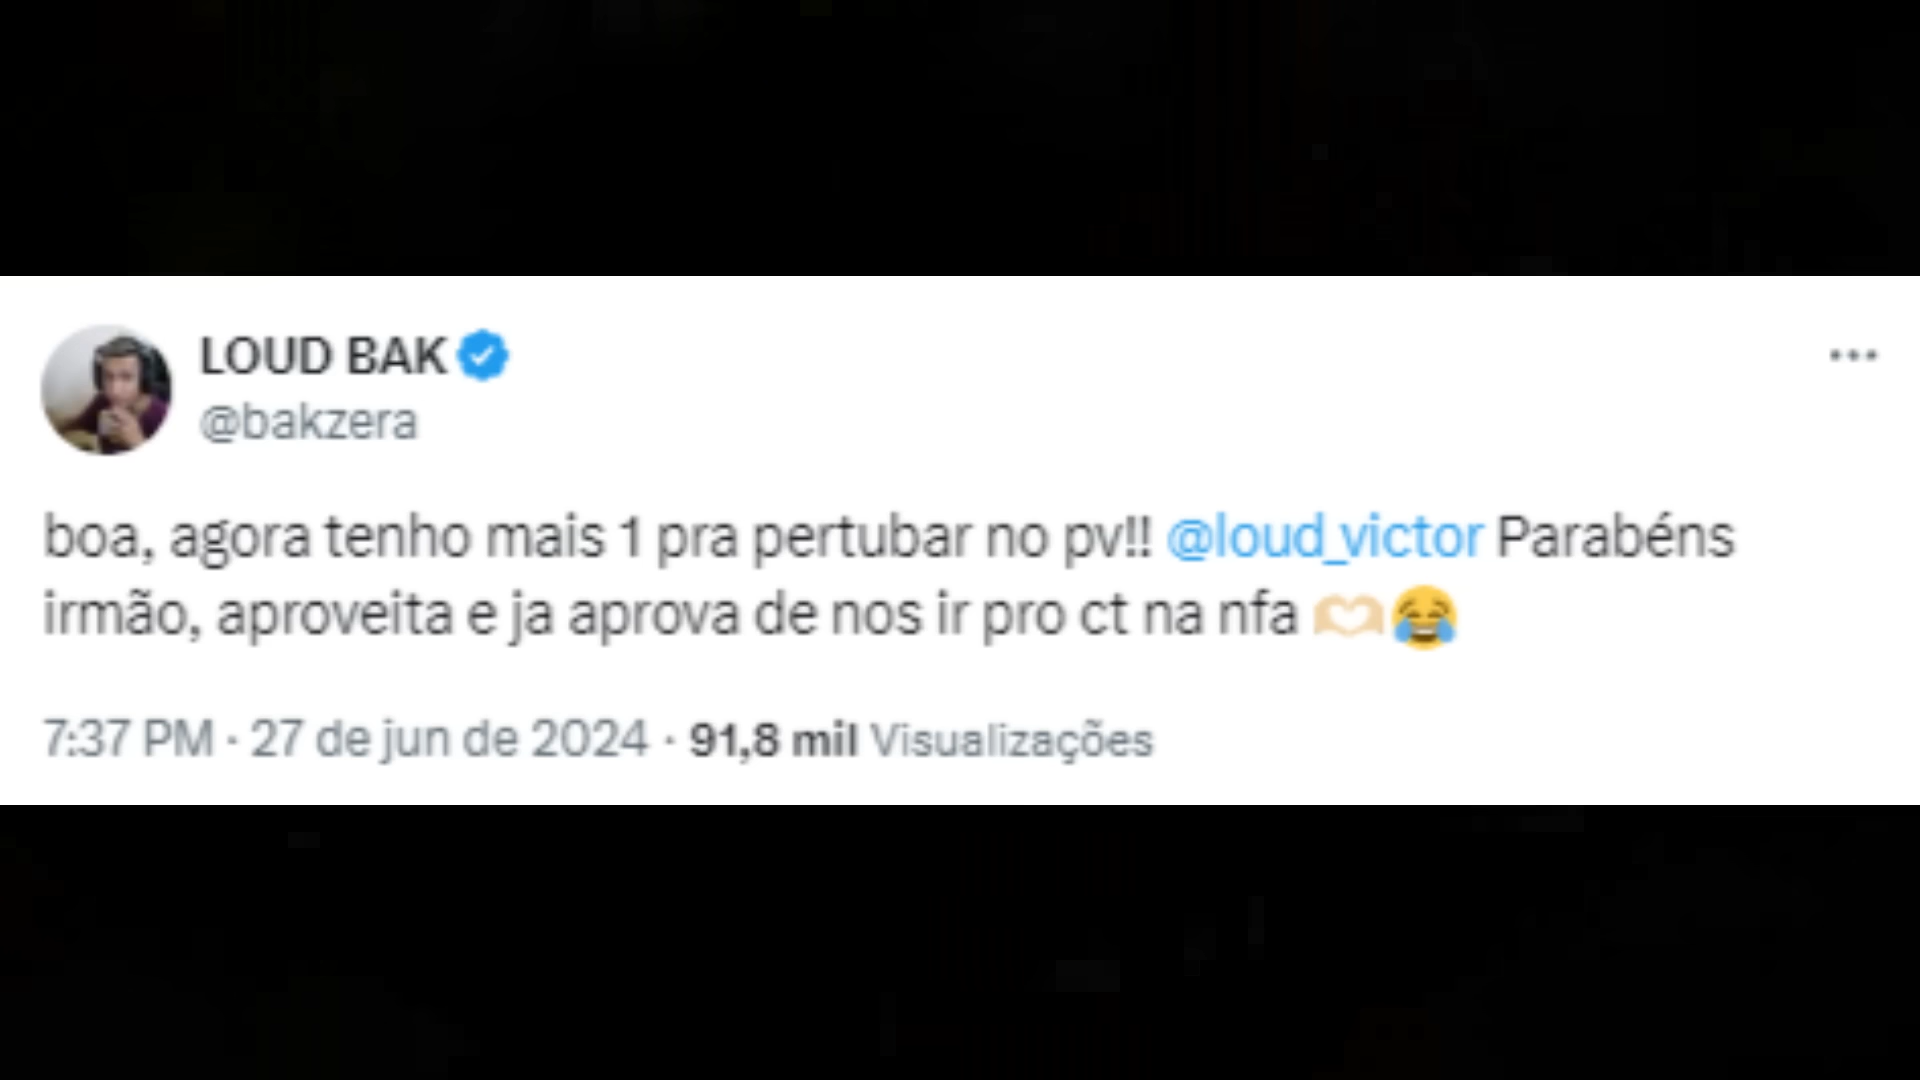 LOUD BAK
@bakzera
boa, agora tenho mais 1 pra pertubar no pv!! @loud_victor Parabéns
irmão, aproveita e ja aprova de nos ir pro ct na nfa 🫶🏼😂
7:37 PM · 27 de jun de 2024 · 91,8 mil Visualizações